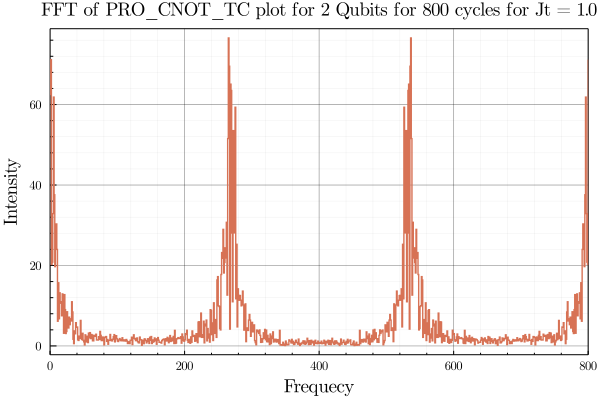 FFT of PRO_CNOT_TC plot for 2 Qubits for 800 cycles for Jt = 1.0
Intensity
60
40
20
0
0 200 400 600 800
Frequecy